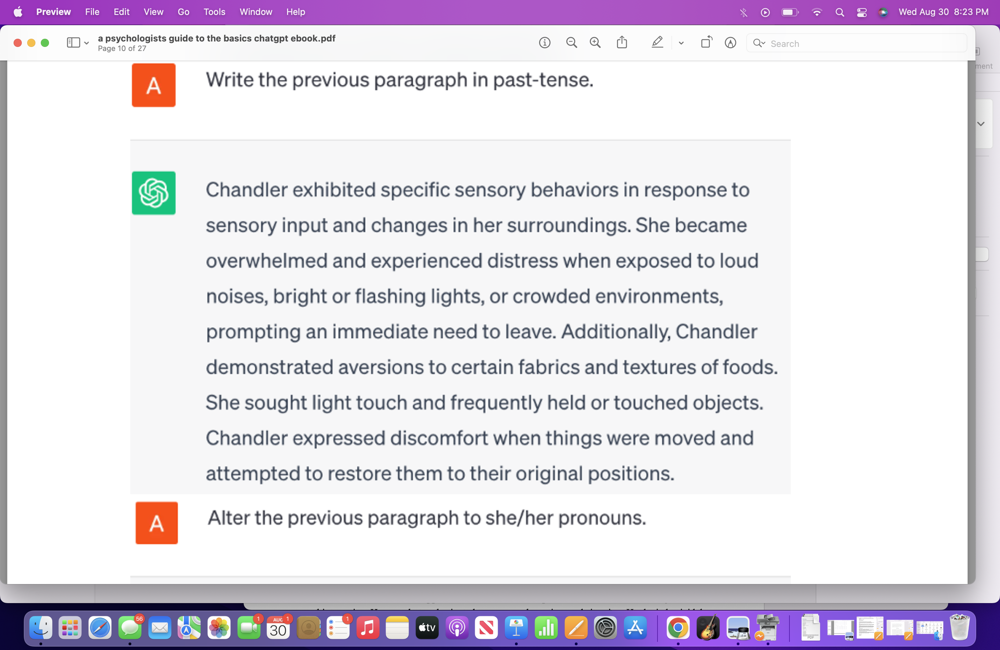 Preview File Edit View Go Tools Window Help Wed Aug 30 8:23 PM
a psychologists guide to the basics chatgpt ebook.pdf
Page 10 of 27
Search
ment
A
Write the previous paragraph in past-tense.
Chandler exhibited specific sensory behaviors in response to
sensory input and changes in her surroundings. She became
overwhelmed and experienced distress when exposed to loud
noises, bright or flashing lights, or crowded environments,
prompting an immediate need to leave. Additionally, Chandler
demonstrated aversions to certain fabrics and textures of foods.
She sought light touch and frequently held or touched objects.
Chandler expressed discomfort when things were moved and
attempted to restore them to their original positions.
A
Alter the previous paragraph to she/her pronouns.
56
1
AUG 1
30
1
tv
PDF